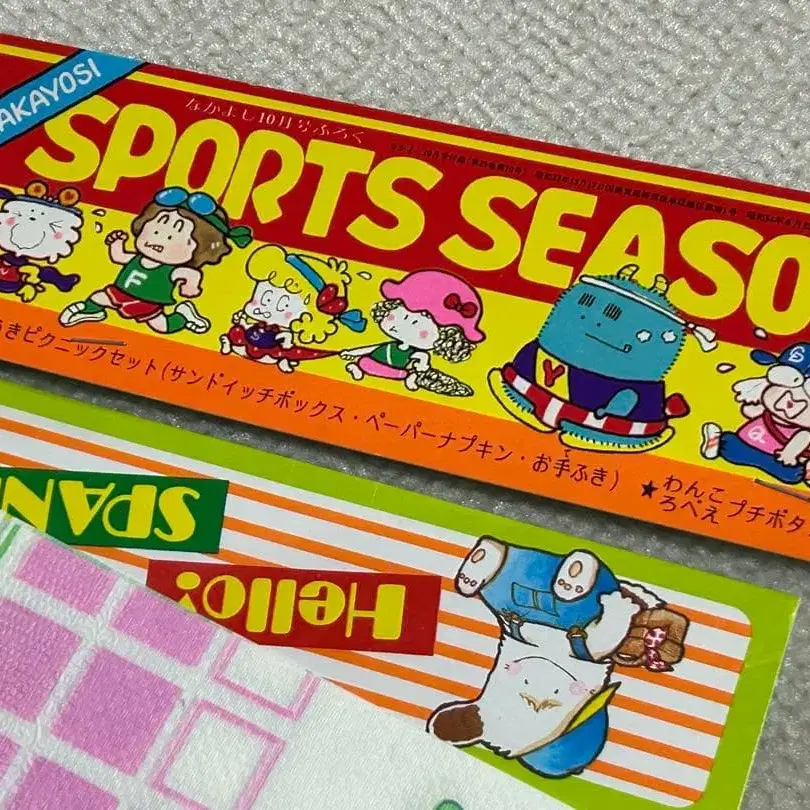 AKAYOSI
なかよし10月号ふろく
SPORTS SEASO
きピクニックセット(サンドイッチボックス・ペーパーナプキン・お手ふき)
★わんころべえ プチボタ
F
Y
SPAN
Hello!